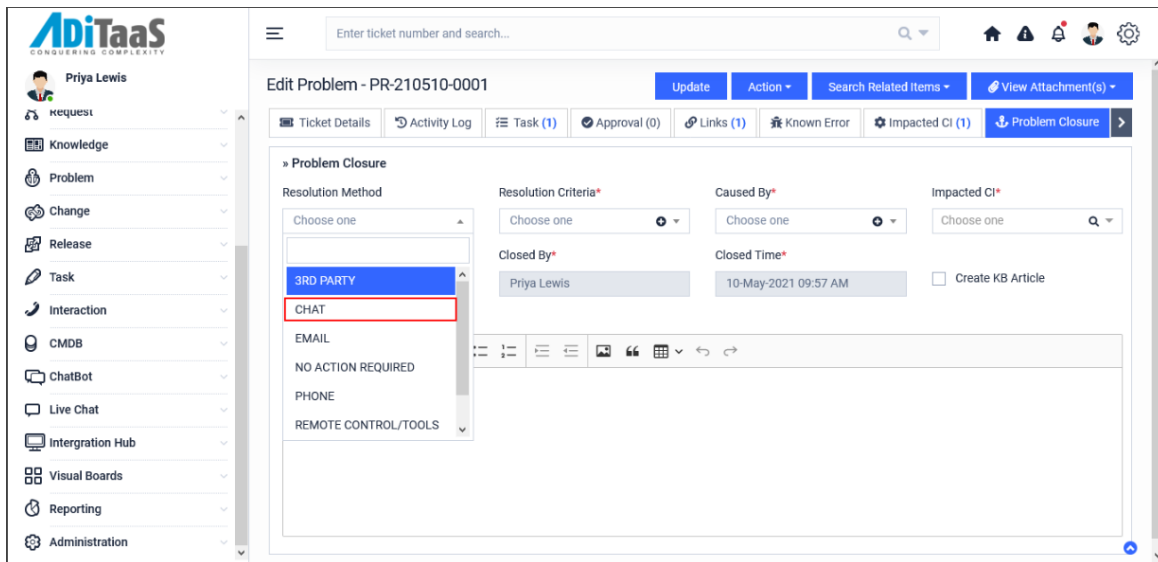 ADiTaaS
CONQUERING COMPLEXITY
Priya Lewis
Request
Knowledge
Problem
Change
Release
Task
Interaction
CMDB
ChatBot
Live Chat
Intergration Hub
Visual Boards
Reporting
Administration
Enter ticket number and search...
Edit Problem - PR-210510-0001
Update Action Search Related Items View Attachment(s)
Ticket Details Activity Log Task (1) Approval (0) Links (1) Known Error Impacted CI (1) Problem Closure
» Problem Closure
Resolution Method Resolution Criteria* Caused By* Impacted CI*
Choose one Choose one Choose one Choose one
Closed By* Closed Time*
3RD PARTY Priya Lewis 10-May-2021 09:57 AM Create KB Article
CHAT
EMAIL
NO ACTION REQUIRED
PHONE
REMOTE CONTROL/TOOLS